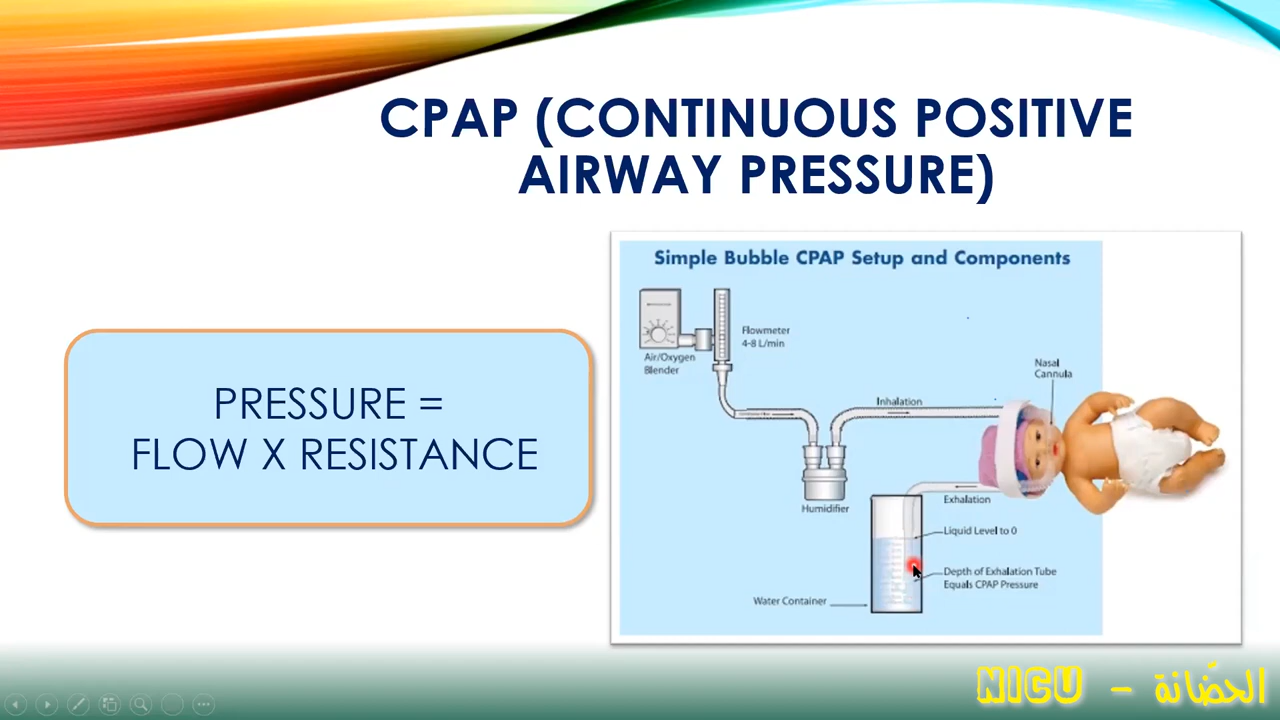 CPAP (CONTINUOUS POSITIVE
AIRWAY PRESSURE)
PRESSURE =
FLOW X RESISTANCE
Simple Bubble CPAP Setup and Components
Flowmeter
4-8 L/min
Air/Oxygen
Blender
Nasal
Cannula
Inhalation
Humidifier
Exhalation
Liquid Level to 0
Depth of Exhalation Tube
Equals CPAP Pressure
Water Container
NICU - الحضّانة